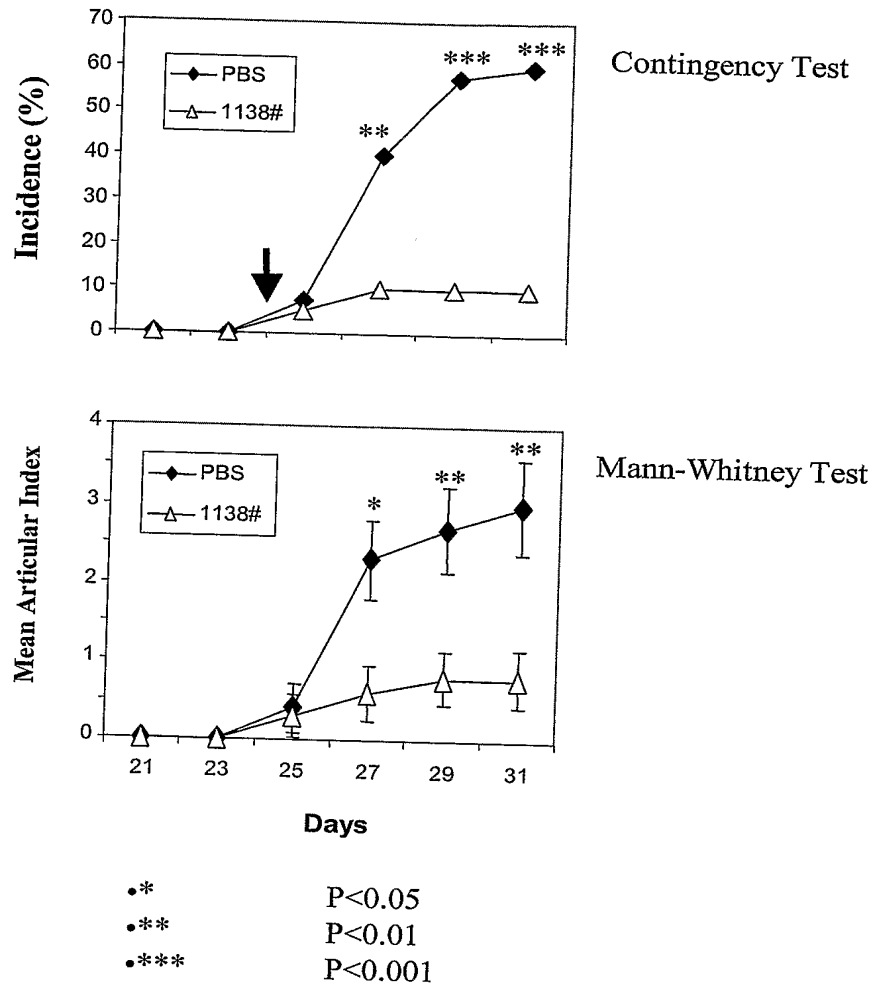 70
60
50
40
30
20
10
0
Incidence (%)
PBS
1138#
**
***
***
Contingency Test
4
3
2
1
0
Mean Articular Index
PBS
1138#
*
**
**
Mann-Whitney Test
21 23 25 27 29 31
Days
•* P<0.05
•** P<0.01
•*** P<0.001